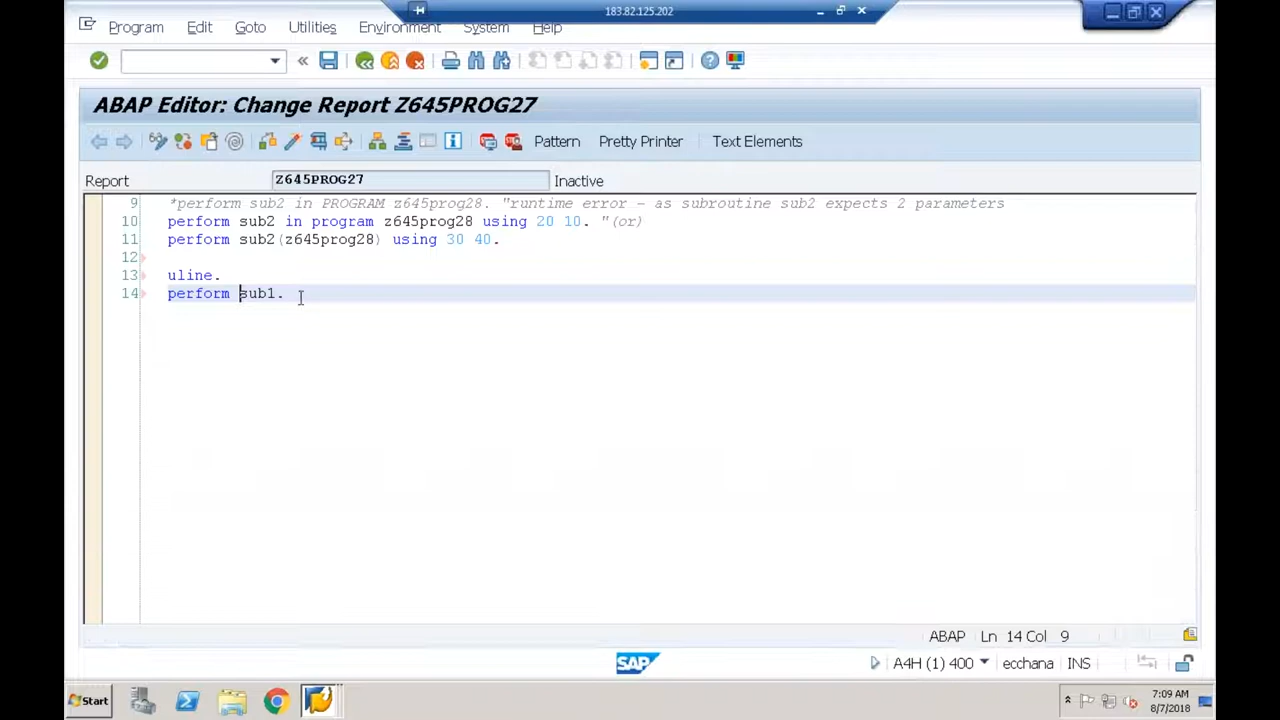 183.82.125.202
Program Edit Goto Utilities Environment System Help
ABAP Editor: Change Report Z645PROG27
Pattern Pretty Printer Text Elements
Report Z645PROG27 Inactive
9 *perform sub2 in PROGRAM z645prog28. "runtime error - as subroutine sub2 expects 2 parameters
10 perform sub2 in program z645prog28 using 20 10. "(or)
11 perform sub2(z645prog28) using 30 40.
12
13 uline.
14 perform sub1.
ABAP Ln 14 Col 9
SAP A4H (1) 400 ecchana INS
Start 7:09 AM
8/7/2018